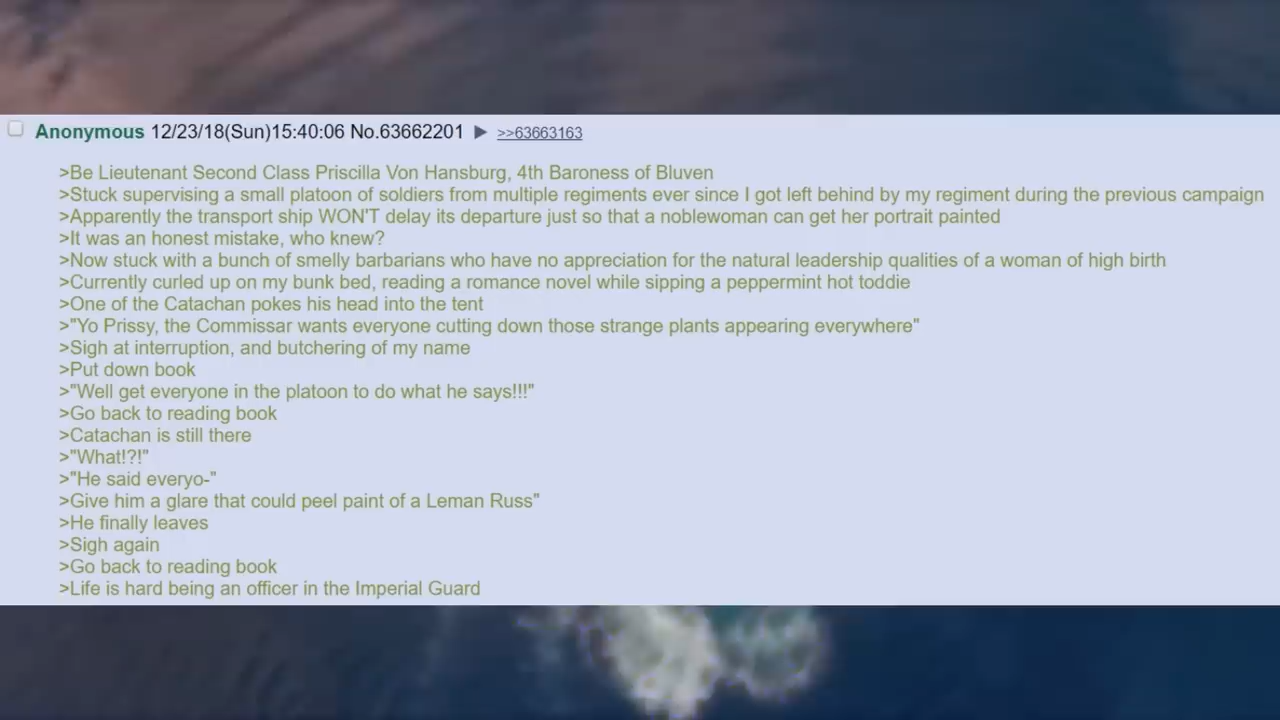 Anonymous 12/23/18(Sun)15:40:06 No.63662201 ▶ >>63663163
>Be Lieutenant Second Class Priscilla Von Hansburg, 4th Baroness of Bluven
>Stuck supervising a small platoon of soldiers from multiple regiments ever since I got left behind by my regiment during the previous campaign
>Apparently the transport ship WON'T delay its departure just so that a noblewoman can get her portrait painted
>It was an honest mistake, who knew?
>Now stuck with a bunch of smelly barbarians who have no appreciation for the natural leadership qualities of a woman of high birth
>Currently curled up on my bunk bed, reading a romance novel while sipping a peppermint hot toddie
>One of the Catachan pokes his head into the tent
>"Yo Prissy, the Commissar wants everyone cutting down those strange plants appearing everywhere"
>Sigh at interruption, and butchering of my name
>Put down book
>"Well get everyone in the platoon to do what he says!!!"
>Go back to reading book
>Catachan is still there
>"What!?!"
>"He said everyo-"
>Give him a glare that could peel paint of a Leman Russ"
>He finally leaves
>Sigh again
>Go back to reading book
>Life is hard being an officer in the Imperial Guard